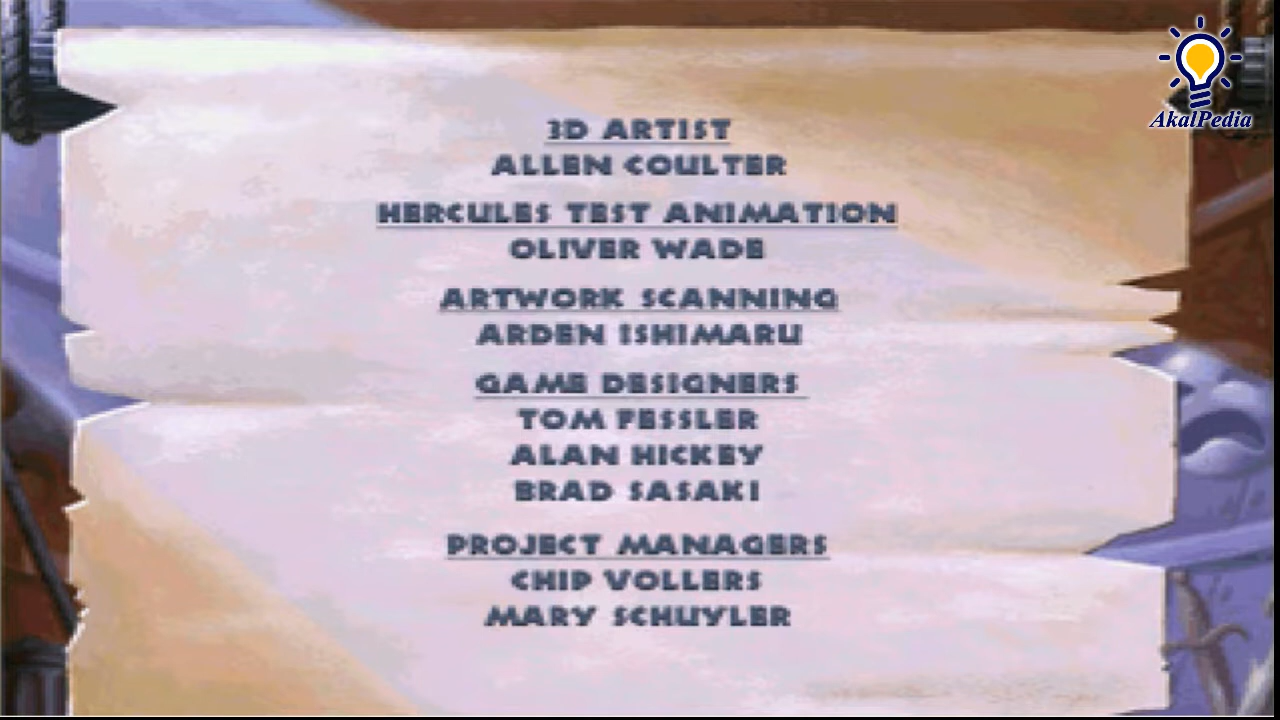 AkalPedia
3D ARTIST
ALLEN COULTER
HERCULES TEST ANIMATION
OLIVER WADE
ARTWORK SCANNING
ARDEN ISHIMARU
GAME DESIGNERS
TOM FESSLER
ALAN HICKEY
BRAD SASAKI
PROJECT MANAGERS
CHIP VOLLERS
MARY SCHUYLER